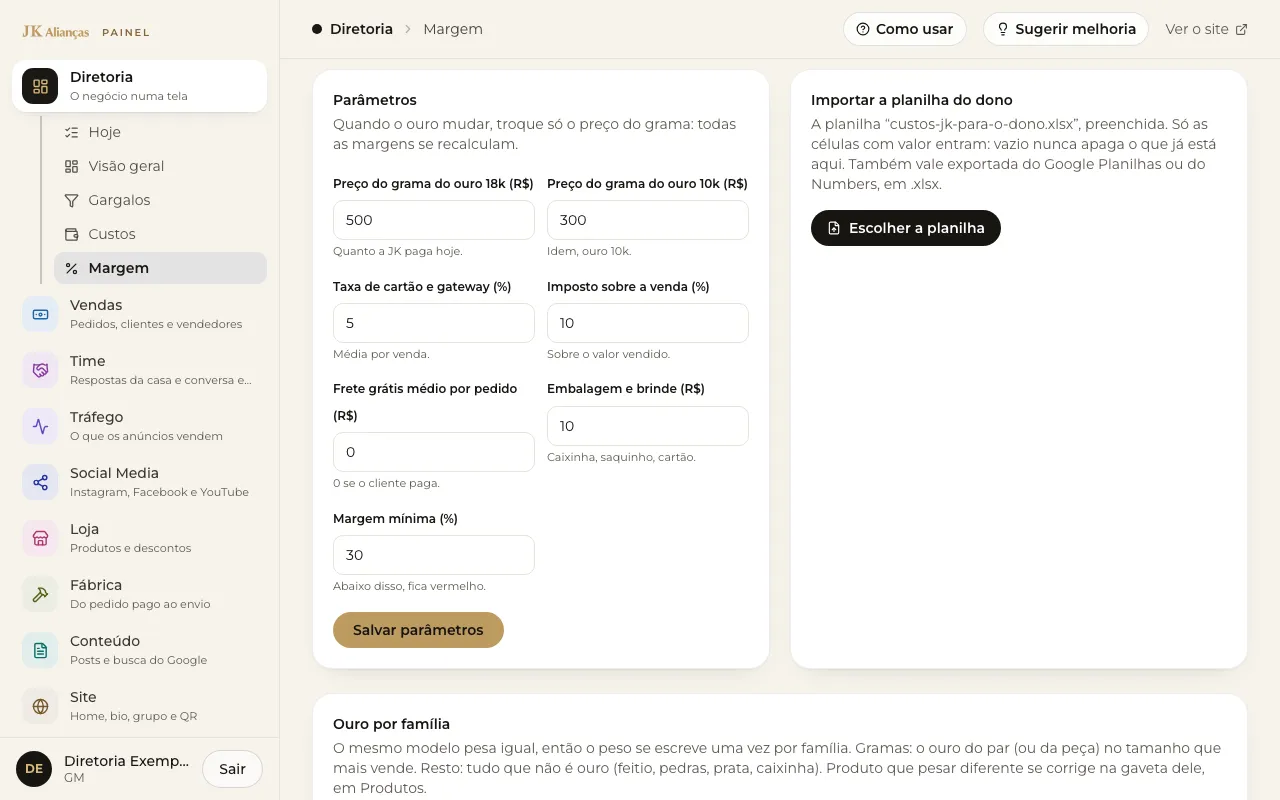 JK Alianças PAINEL
Diretoria
O negócio numa tela
Hoje
Visão geral
Gargalos
Custos
Margem
Vendas
Pedidos, clientes e vendedores
Time
Respostas da casa e conversa e…
Tráfego
O que os anúncios vendem
Social Media
Instagram, Facebook e YouTube
Loja
Produtos e descontos
Fábrica
Do pedido pago ao envio
Conteúdo
Posts e busca do Google
Site
Home, bio, grupo e QR
DE
Diretoria Exemp…
GM
Sair
Diretoria > Margem
Como usar
Sugerir melhoria
Ver o site
Parâmetros
Quando o ouro mudar, troque só o preço do grama: todas
as margens se recalculam.
Preço do grama do ouro 18k (R$)
500
Quanto a JK paga hoje.
Preço do grama do ouro 10k (R$)
300
Idem, ouro 10k.
Taxa de cartão e gateway (%)
5
Média por venda.
Imposto sobre a venda (%)
10
Sobre o valor vendido.
Frete grátis médio por pedido
(R$)
0
0 se o cliente paga.
Embalagem e brinde (R$)
10
Caixinha, saquinho, cartão.
Margem mínima (%)
30
Abaixo disso, fica vermelho.
Salvar parâmetros
Importar a planilha do dono
A planilha “custos-jk-para-o-dono.xlsx”, preenchida. Só as
células com valor entram: vazio nunca apaga o que já está
aqui. Também vale exportada do Google Planilhas ou do
Numbers, em .xlsx.
Escolher a planilha
Ouro por família
O mesmo modelo pesa igual, então o peso se escreve uma vez por família. Gramas: o ouro do par (ou da peça) no tamanho que
mais vende. Resto: tudo que não é ouro (feitio, pedras, prata, caixinha). Produto que pesar diferente se corrige na gaveta dele,
em Produtos.